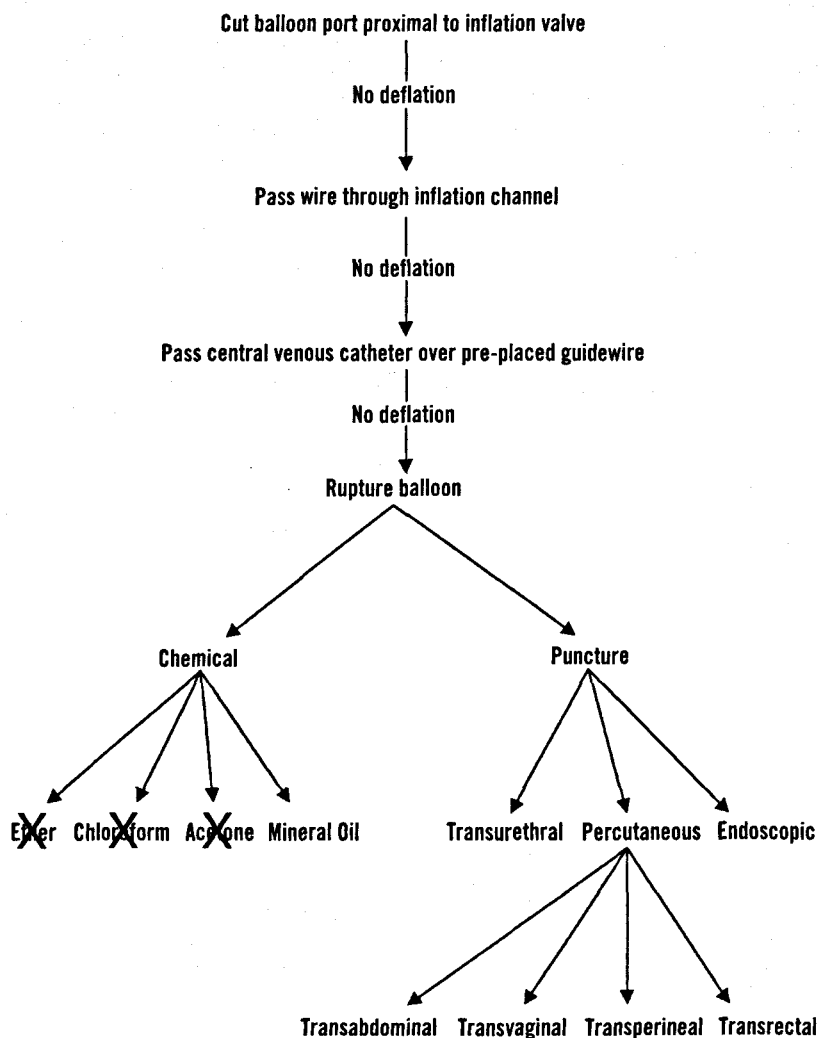 Cut balloon port proximal to inflation valve
No deflation
Pass wire through inflation channel
No deflation
Pass central venous catheter over pre-placed guidewire
No deflation
Rupture balloon
Chemical Puncture
Ether Chloroform Acetone Mineral Oil Transurethral Percutaneous Endoscopic
Transabdominal Transvaginal Transperineal Transrectal